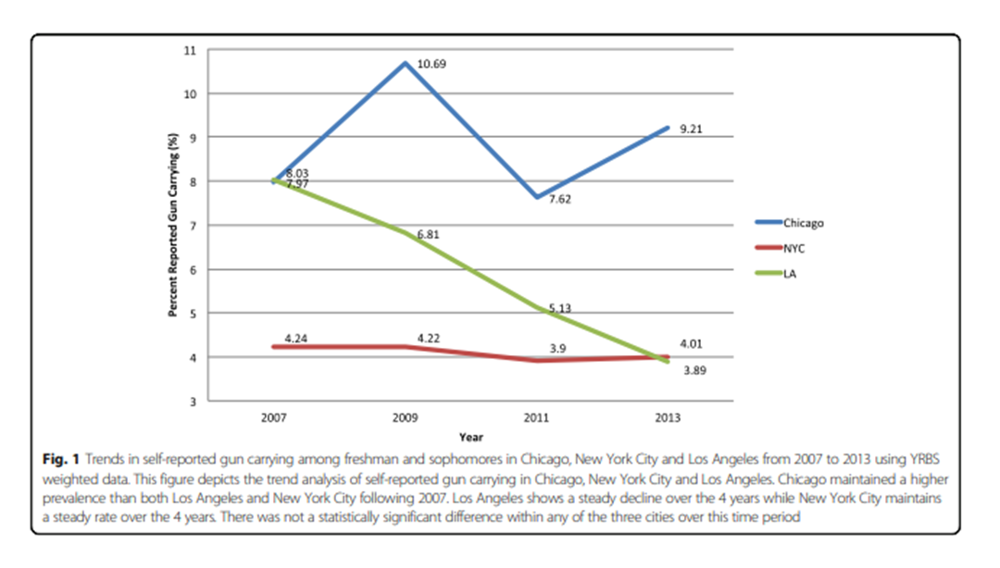 11
10.69
10
9.21
9
8.03
8
7.97
7.62
7
6.81
6
5.13
5
4.24
4.22
3.9
4.01
4
3.89
3
Percent Reported Gun Carrying (%)
2007 2009 2011 2013
Year
Chicago
NYC
LA
Fig. 1 Trends in self-reported gun carrying among freshman and sophomores in Chicago, New York City and Los Angeles from 2007 to 2013 using YRBS
weighted data. This figure depicts the trend analysis of self-reported gun carrying in Chicago, New York City and Los Angeles. Chicago maintained a higher
prevalence than both Los Angeles and New York City following 2007. Los Angeles shows a steady decline over the 4 years while New York City maintains
a steady rate over the 4 years. There was not a statistically significant difference within any of the three cities over this time period